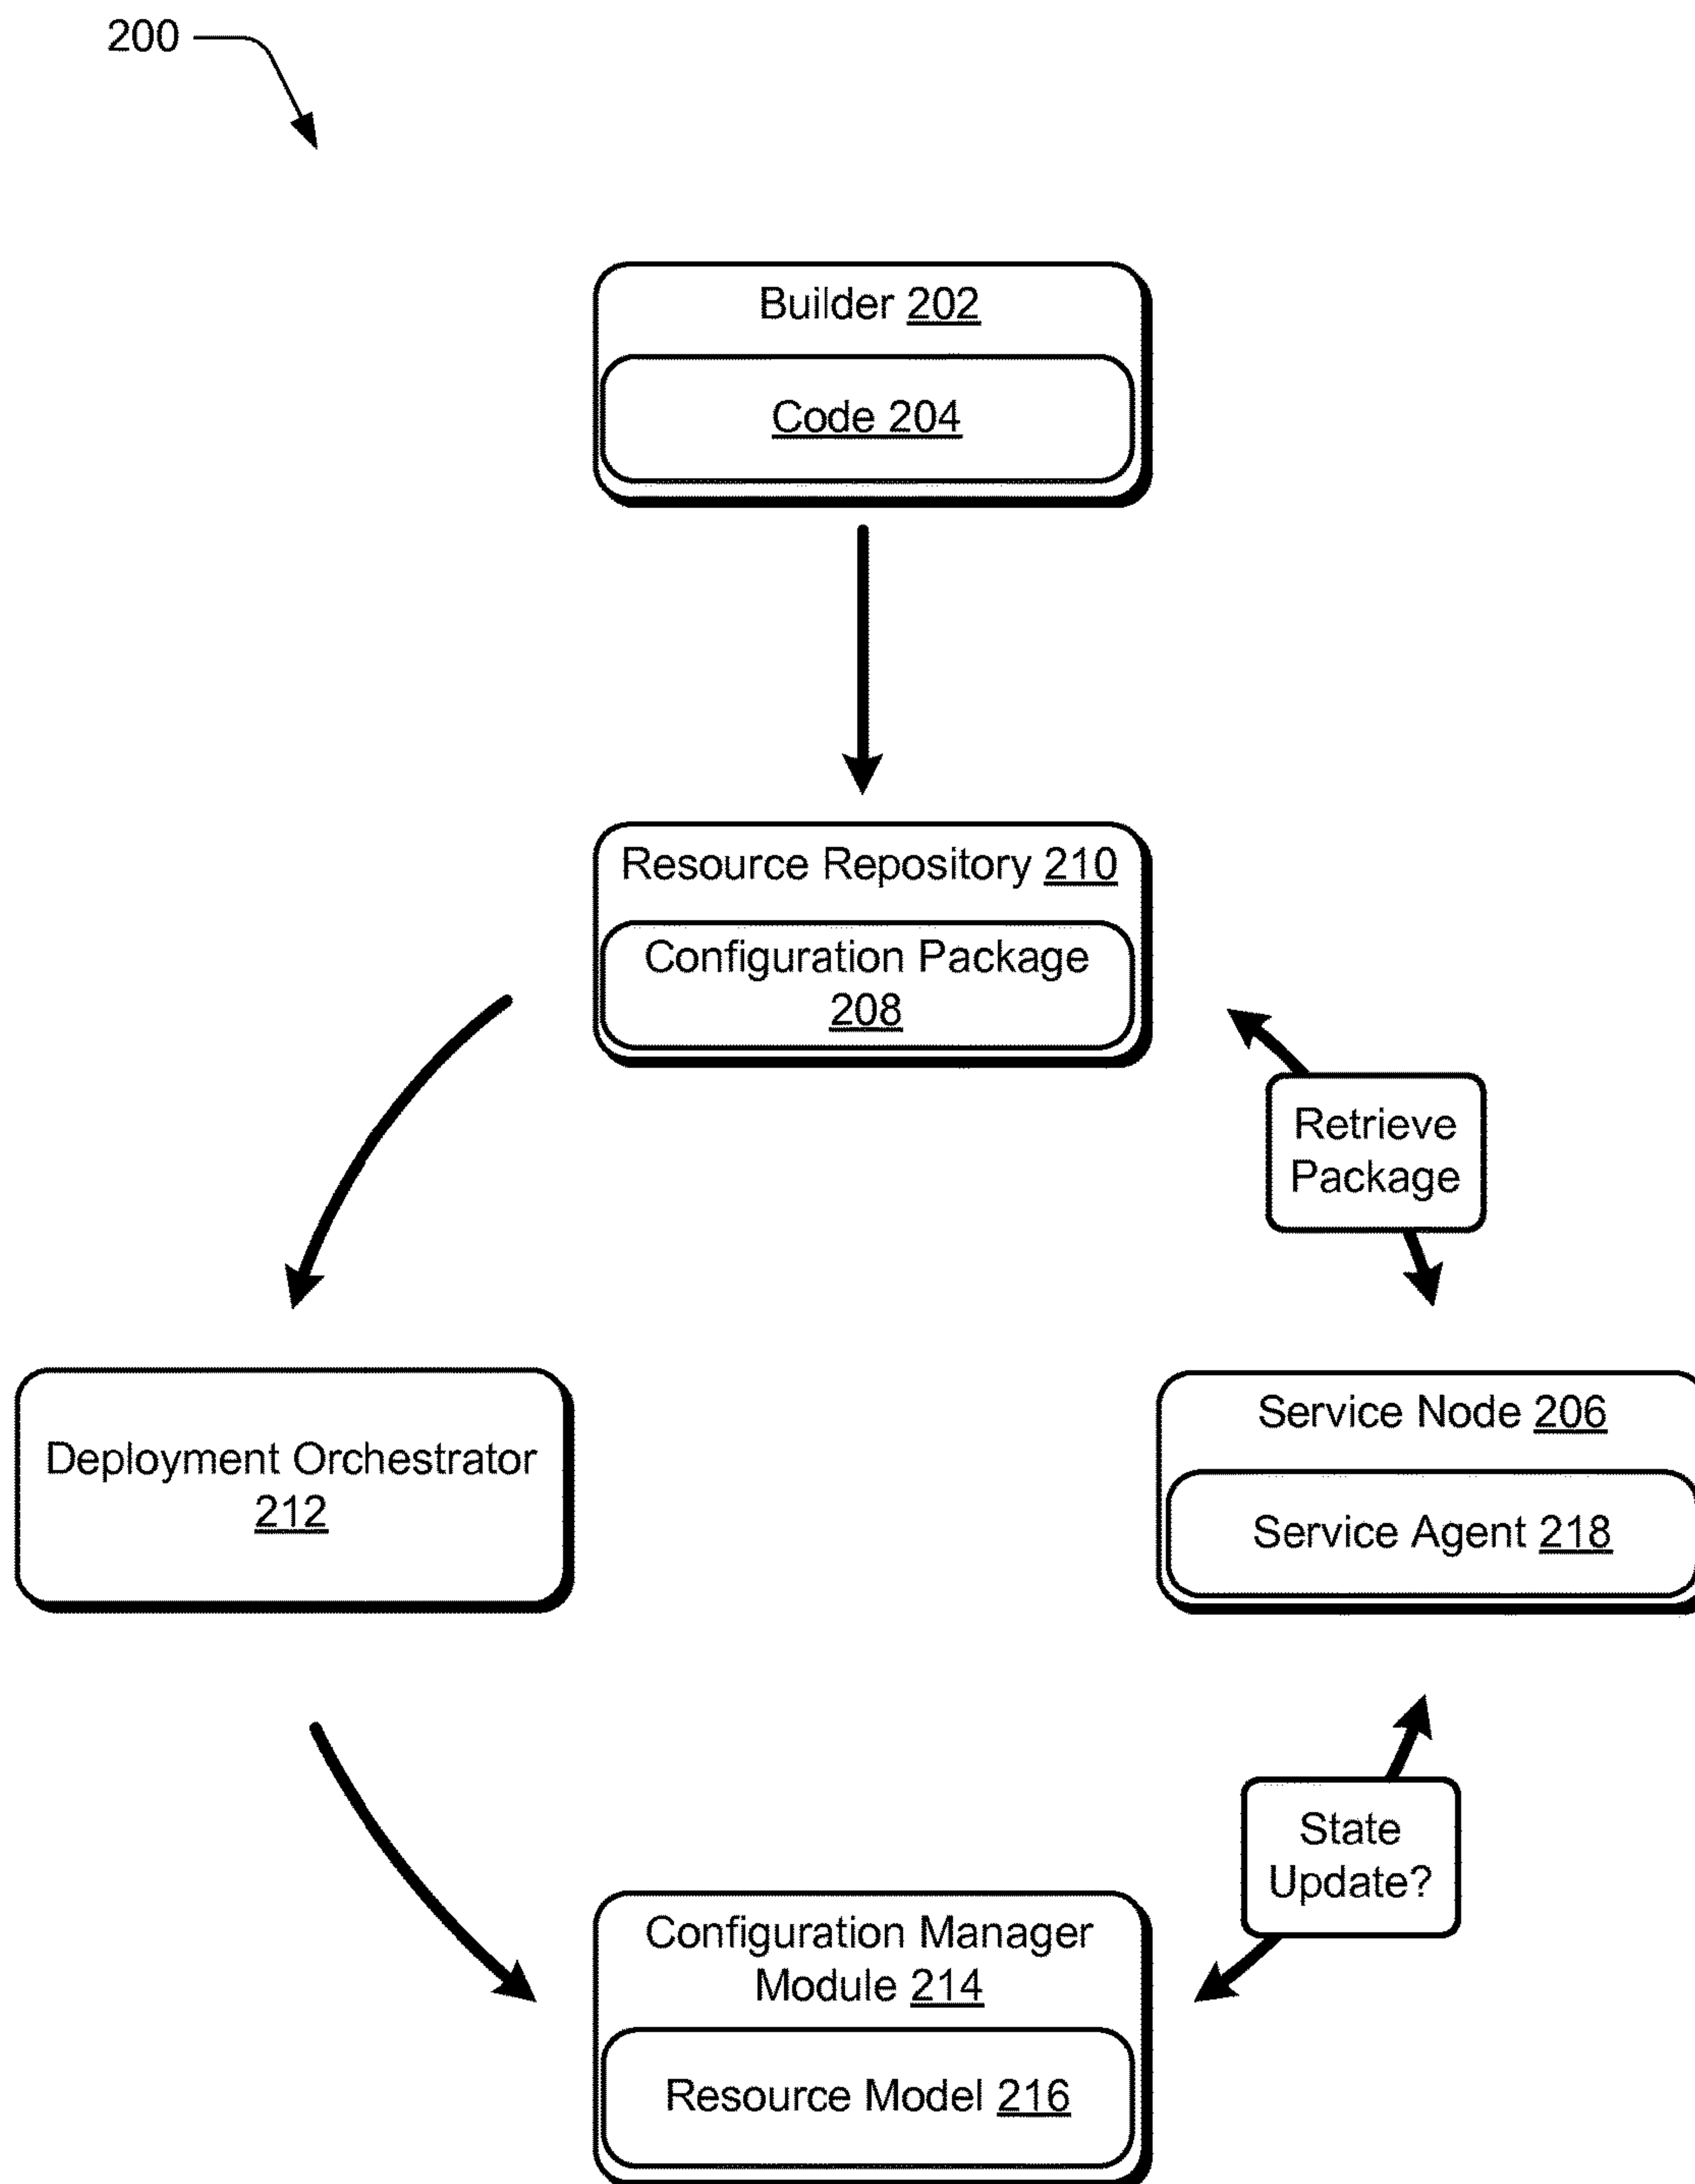 200
Builder 202
Code 204
Resource Repository 210
Configuration Package
208
Retrieve
Package
Deployment Orchestrator
212
Service Node 206
Service Agent 218
State
Update?
Configuration Manager
Module 214
Resource Model 216